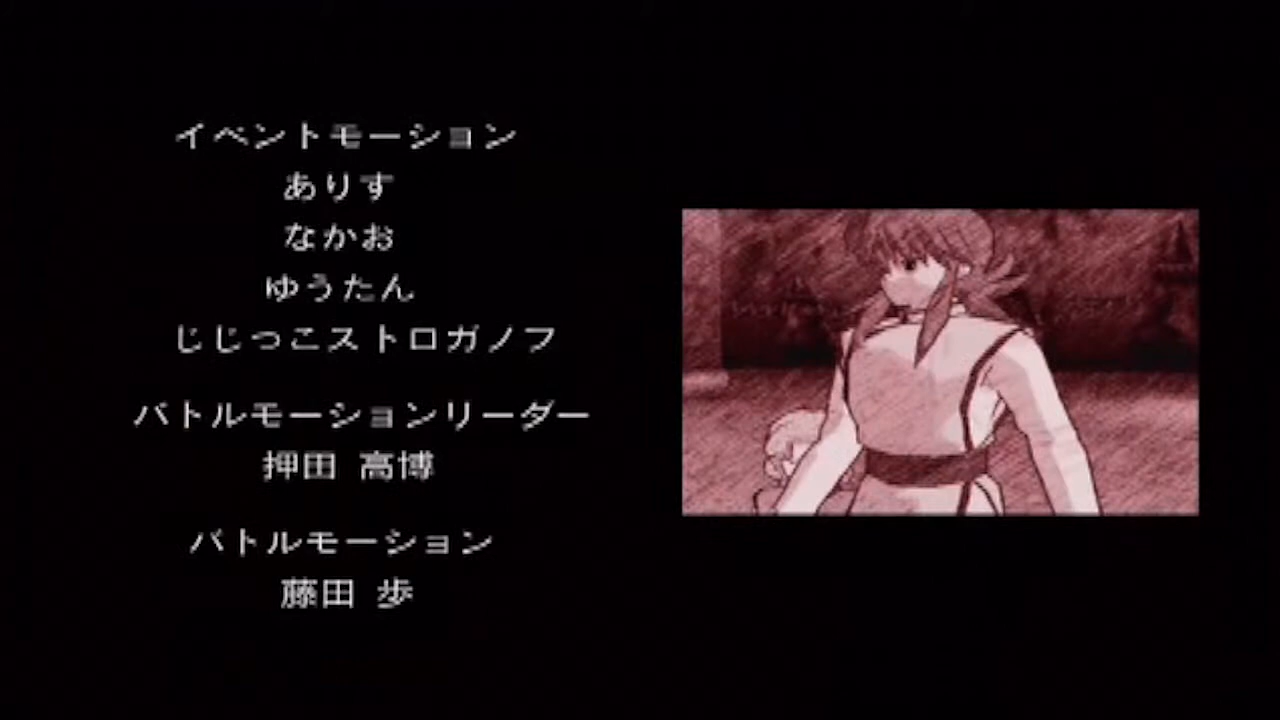 イベントモーション
ありす
なかお
ゆうたん
じじっこストロガノフ
バトルモーションリーダー
押田 高博
バトルモーション
藤田 歩